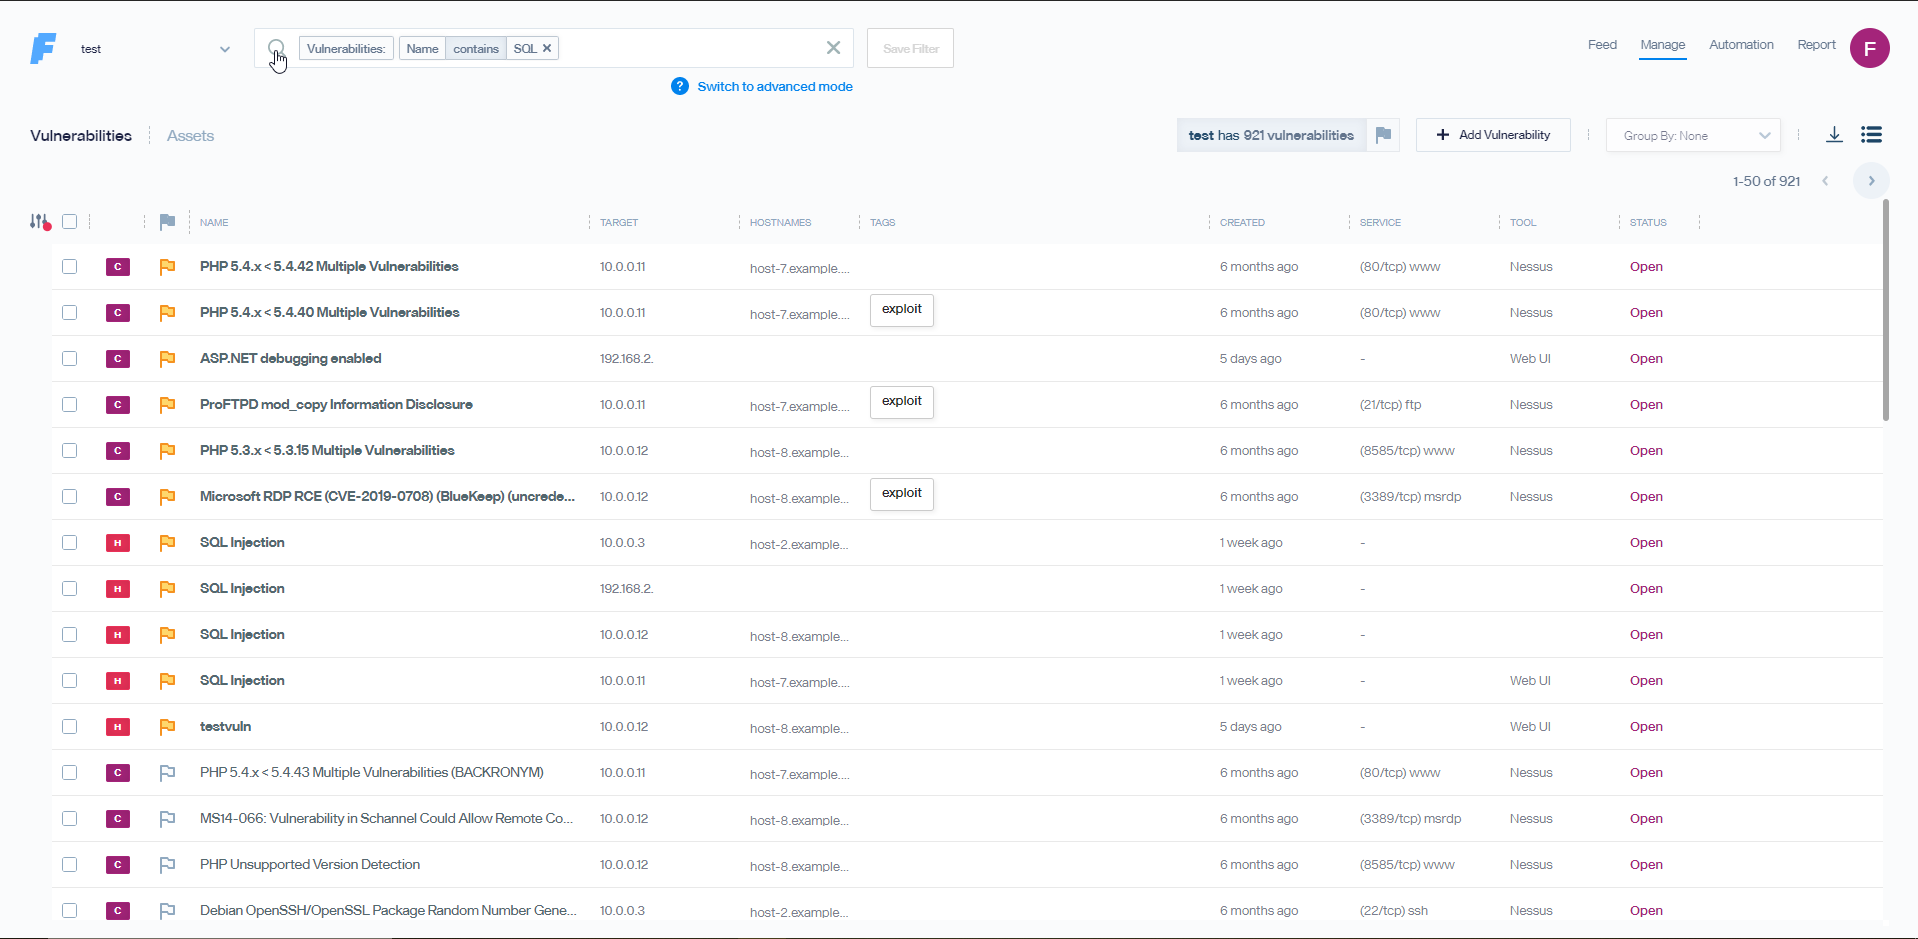 test
Vulnerabilities: Name contains SQL
Save Filter
Feed Manage Automation Report F
? Switch to advanced mode
Vulnerabilities Assets
test has 921 vulnerabilities
+ Add Vulnerability
Group By: None
1-50 of 921
NAME TARGET HOSTNAMES TAGS CREATED SERVICE TOOL STATUS
C PHP 5.4.x < 5.4.42 Multiple Vulnerabilities 10.0.0.11 host-7.example.... 6 months ago (80/tcp) www Nessus Open
C PHP 5.4.x < 5.4.40 Multiple Vulnerabilities 10.0.0.11 host-7.example.... exploit 6 months ago (80/tcp) www Nessus Open
C ASP.NET debugging enabled 192.168.2. 5 days ago - Web UI Open
C ProFTPD mod_copy Information Disclosure 10.0.0.11 host-7.example.... exploit 6 months ago (21/tcp) ftp Nessus Open
C PHP 5.3.x < 5.3.15 Multiple Vulnerabilities 10.0.0.12 host-8.example... 6 months ago (8585/tcp) www Nessus Open
C Microsoft RDP RCE (CVE-2019-0708) (BlueKeep) (uncrede... 10.0.0.12 host-8.example... exploit 6 months ago (3389/tcp) msrdp Nessus Open
H SQL Injection 10.0.0.3 host-2.example... 1 week ago - Open
H SQL Injection 192.168.2. 1 week ago - Open
H SQL Injection 10.0.0.12 host-8.example... 1 week ago - Open
H SQL Injection 10.0.0.11 host-7.example.... 1 week ago - Web UI Open
H testvuln 10.0.0.12 host-8.example... 5 days ago - Web UI Open
C PHP 5.4.x < 5.4.43 Multiple Vulnerabilities (BACKRONYM) 10.0.0.11 host-7.example.... 6 months ago (80/tcp) www Nessus Open
C MS14-066: Vulnerability in Schannel Could Allow Remote Co... 10.0.0.12 host-8.example... 6 months ago (3389/tcp) msrdp Nessus Open
C PHP Unsupported Version Detection 10.0.0.12 host-8.example... 6 months ago (8585/tcp) www Nessus Open
C Debian OpenSSH/OpenSSL Package Random Number Gene... 10.0.0.3 host-2.example... 6 months ago (22/tcp) ssh Nessus Open